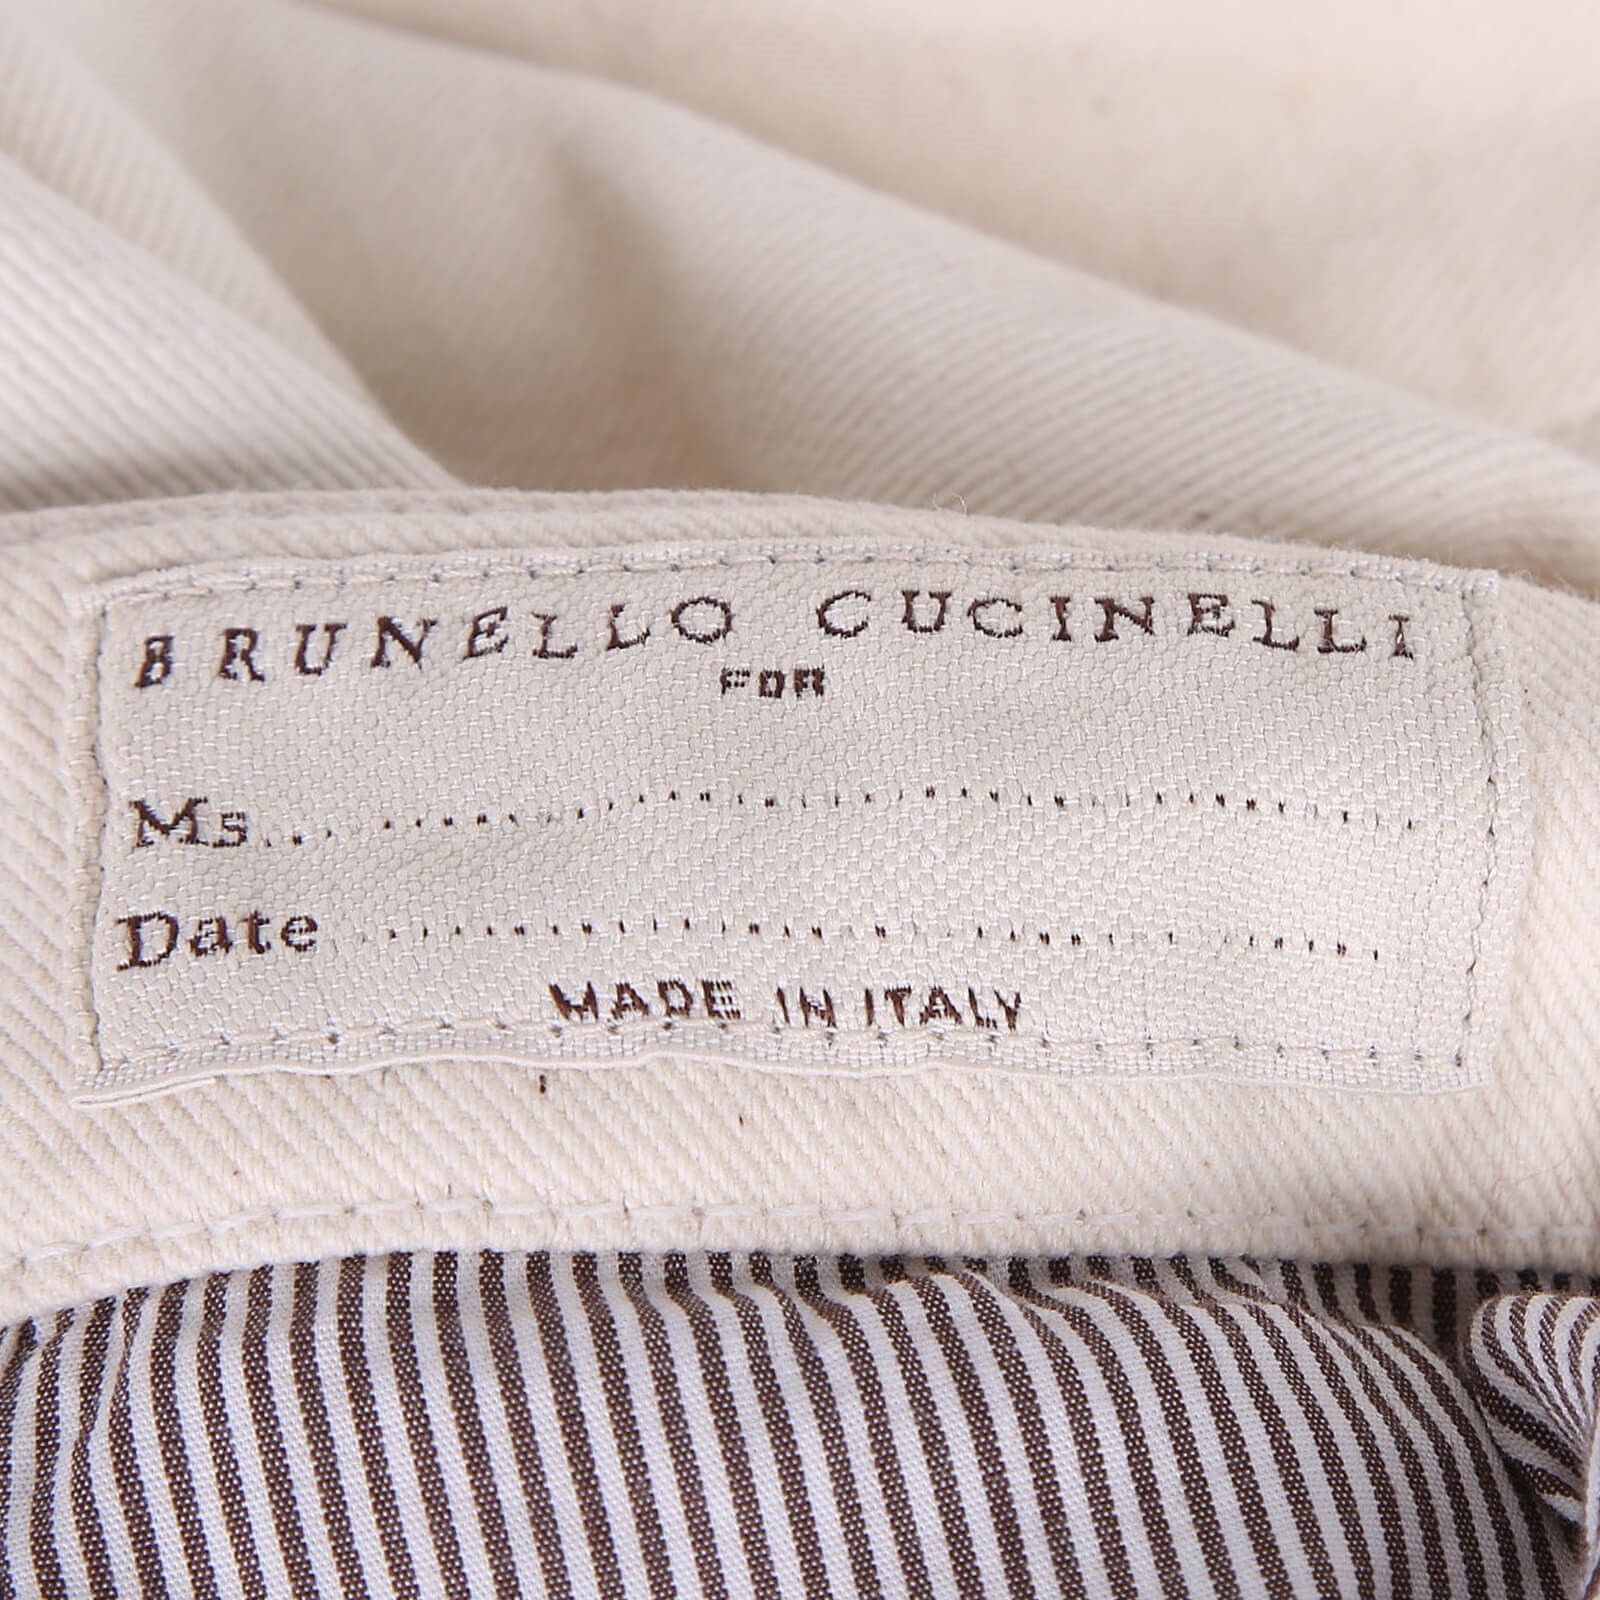 BRUNELLO CUCINELLI
FOR
Ms..............................
Date ..............................
MADE IN ITALY